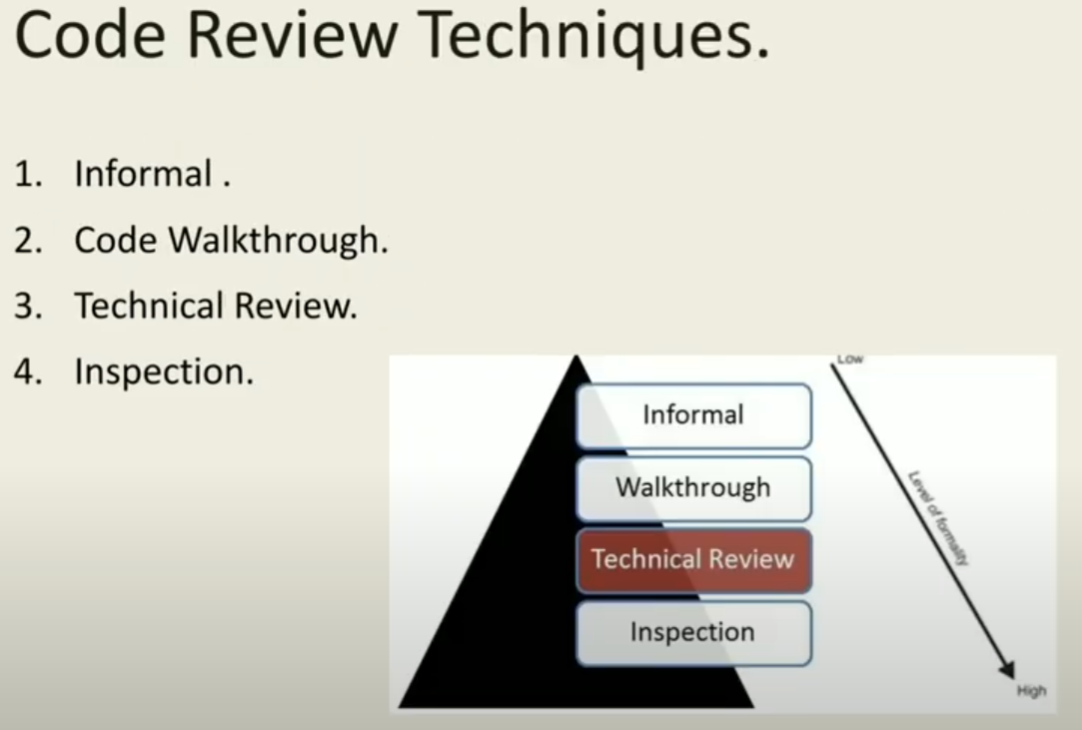 Code Review Techniques.
1. Informal .
2. Code Walkthrough.
3. Technical Review.
4. Inspection.
Informal
Walkthrough
Technical Review
Inspection
Low
Level of formality
High